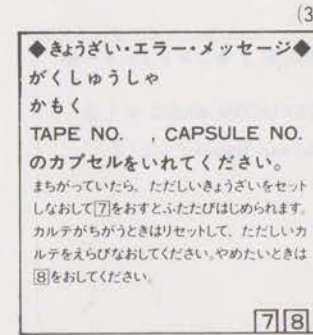 (3
◆きょうざい・エラー・メッセージ◆
がくしゅうしゃ
かもく
TAPE NO.　, CAPSULE NO.
のカプセルをいれてください。
まちがっていたら、ただしいきょうざいをセット
しなおして7をおすとふたたびはじめられます。
カルテがちがうときはリセットして、ただしいカ
ルテをえらびなおしてください。やめたいときは
8をおしてください。
7 8